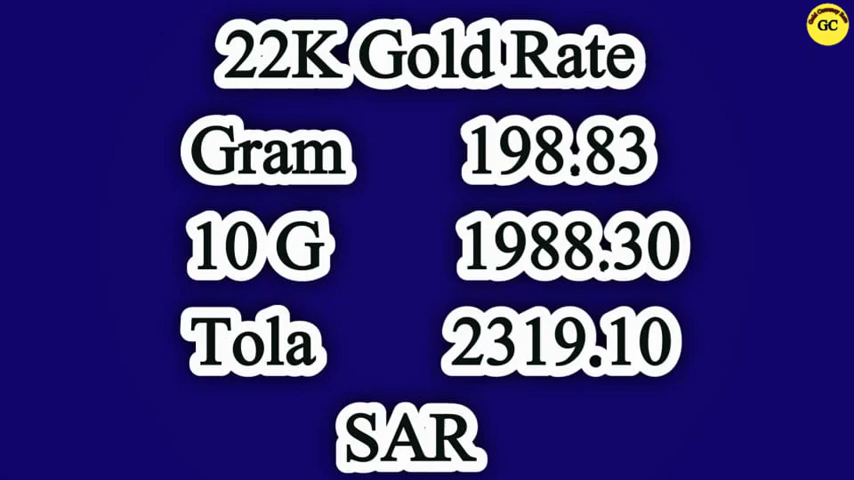 22K Gold Rate
Gram 198.83
10 G 1988.30
Tola 2319.10
SAR
GC